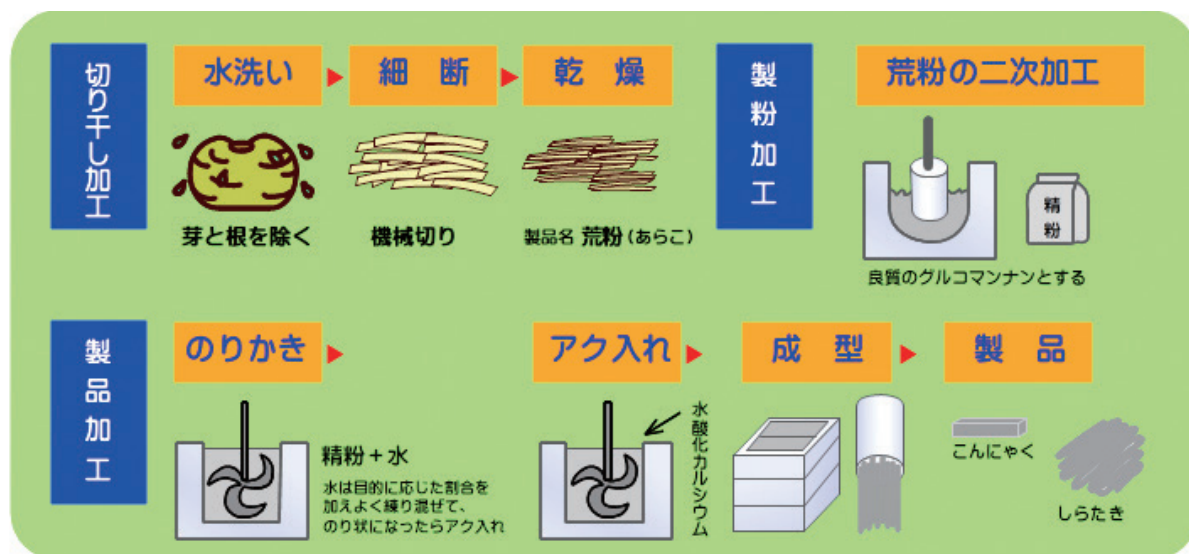 切り干し加工
水洗い
細断
乾燥
芽と根を除く
機械切り
製品名 荒粉(あらこ)
製粉加工
荒粉の二次加工
精粉
良質のグルコマンナンとする
製品加工
のりかき
精粉+水
水は目的に応じた割合を
加えよく練り混ぜて、
のり状になったらアク入れ
アク入れ
水酸化カルシウム
成型
製品
こんにゃく
しらたき